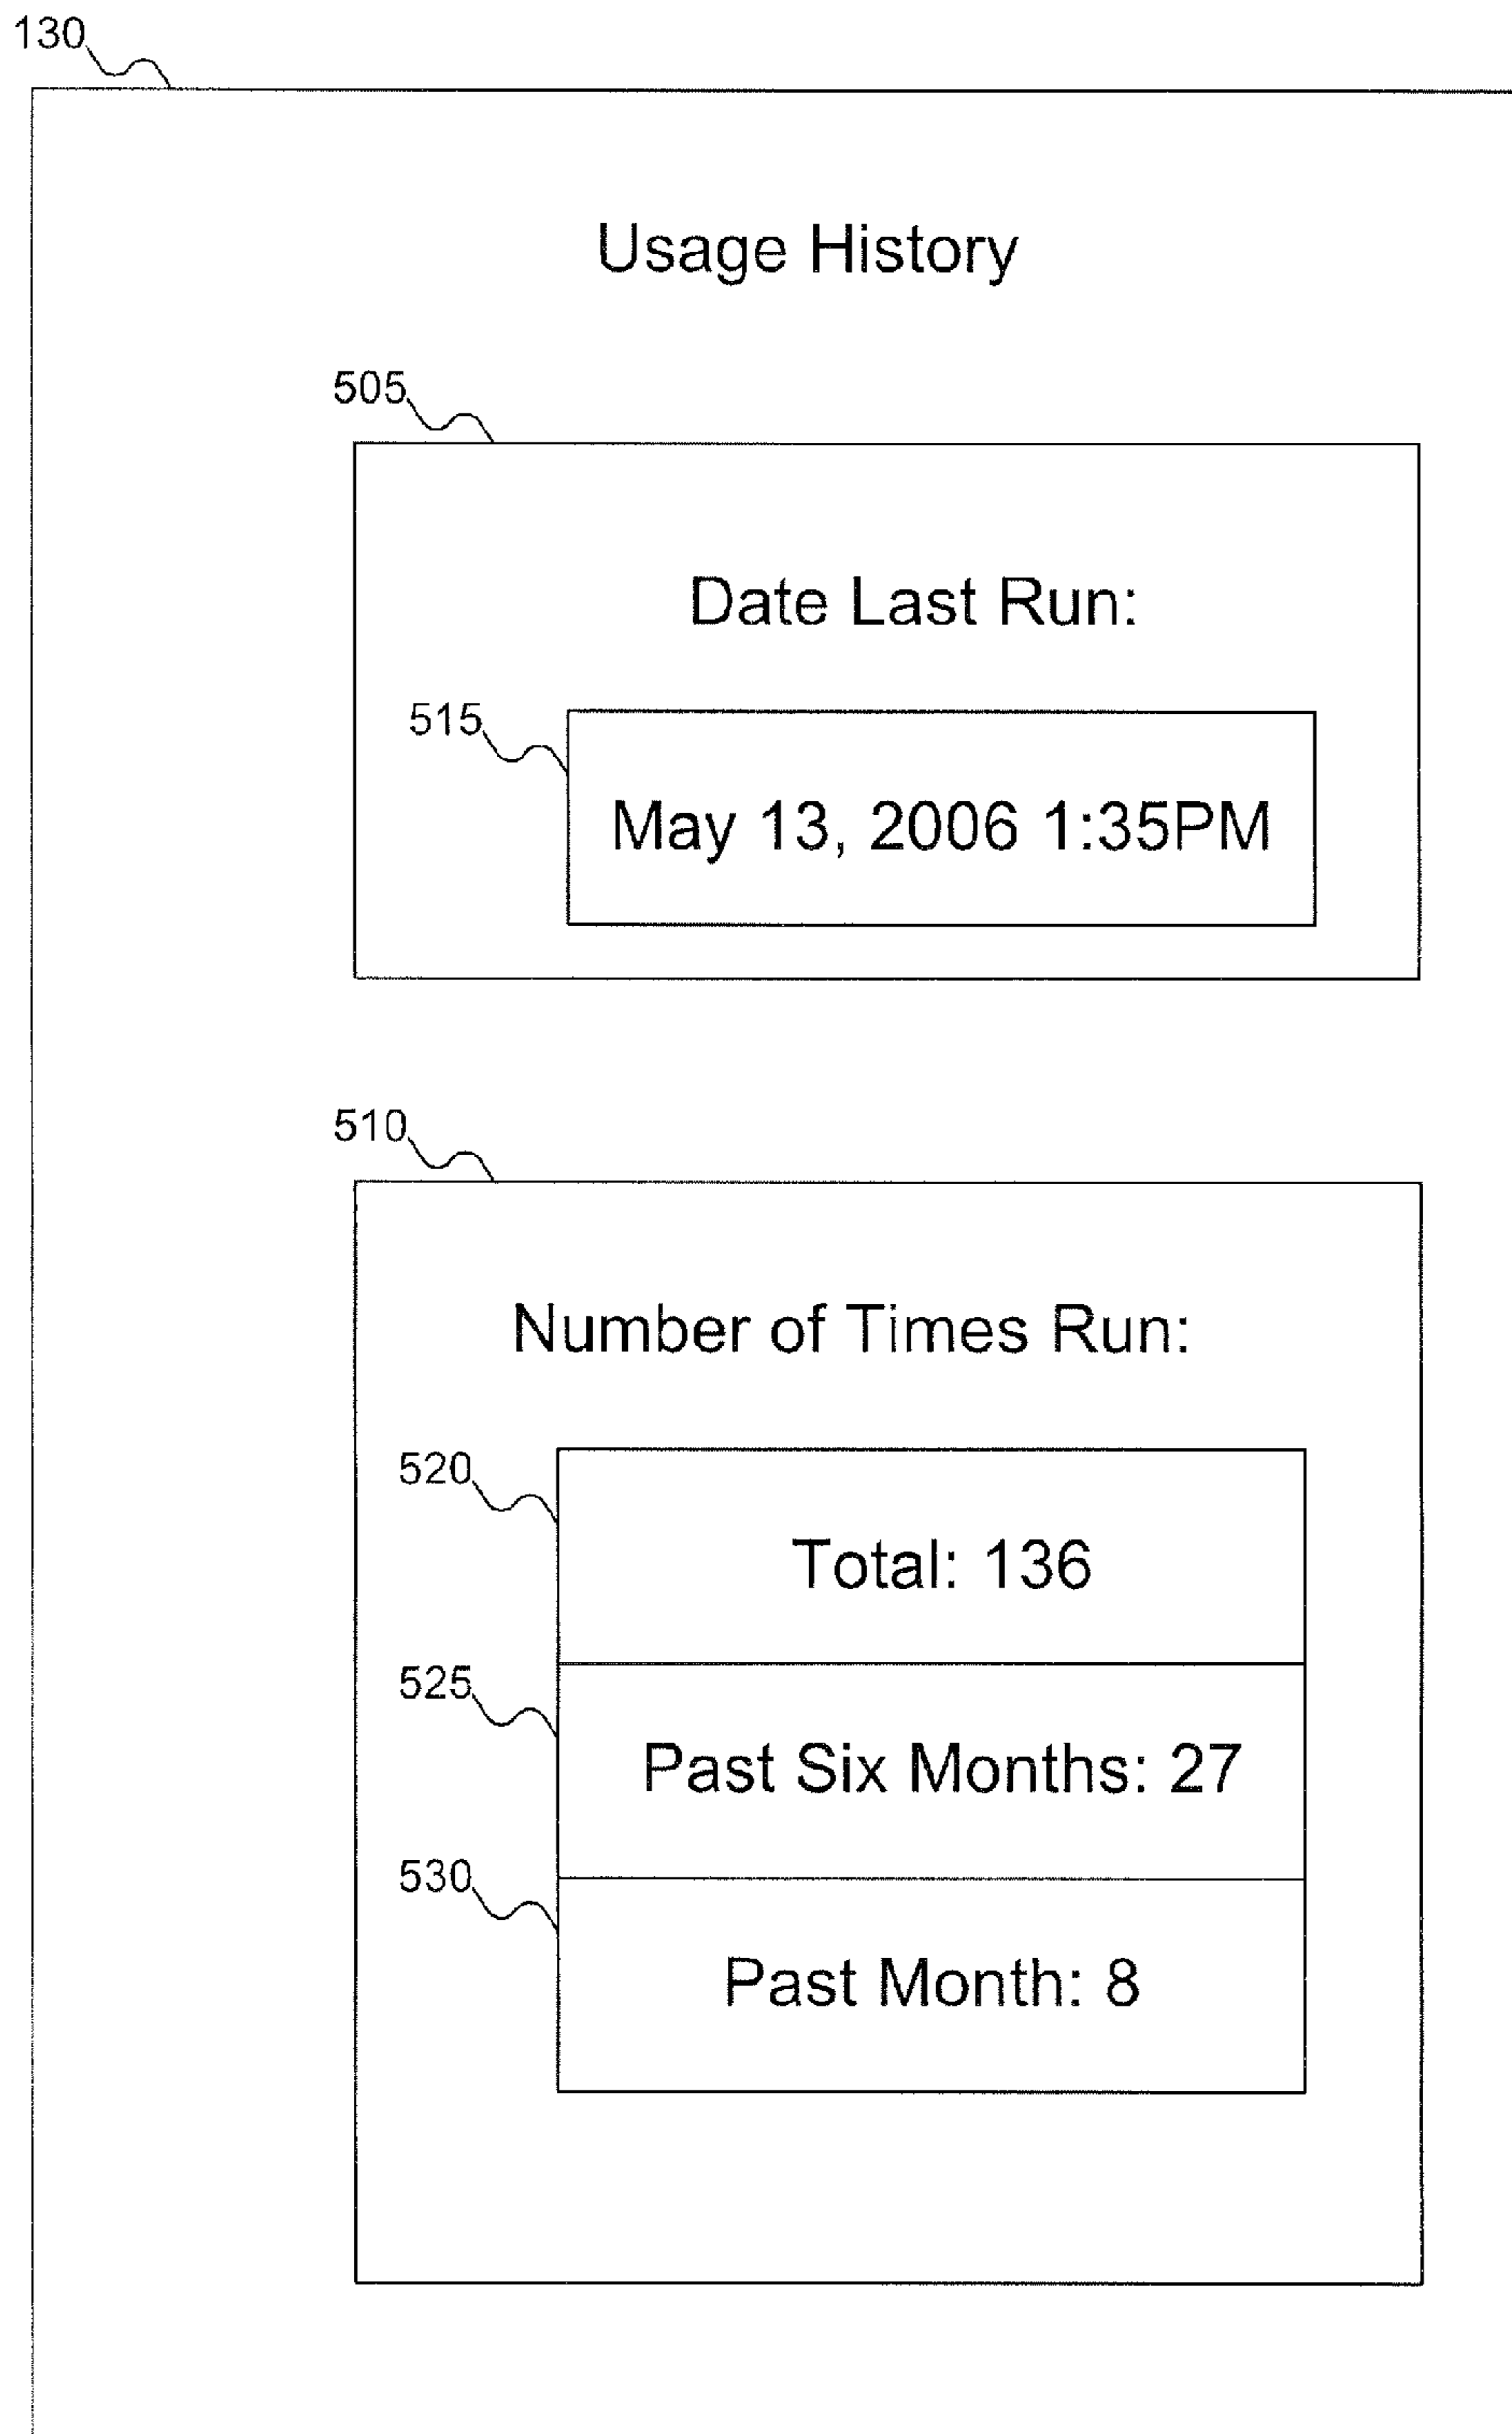 130
Usage History
505
Date Last Run:
515
May 13, 2006 1:35PM
510
Number of Times Run:
520
Total: 136
525
Past Six Months: 27
530
Past Month: 8